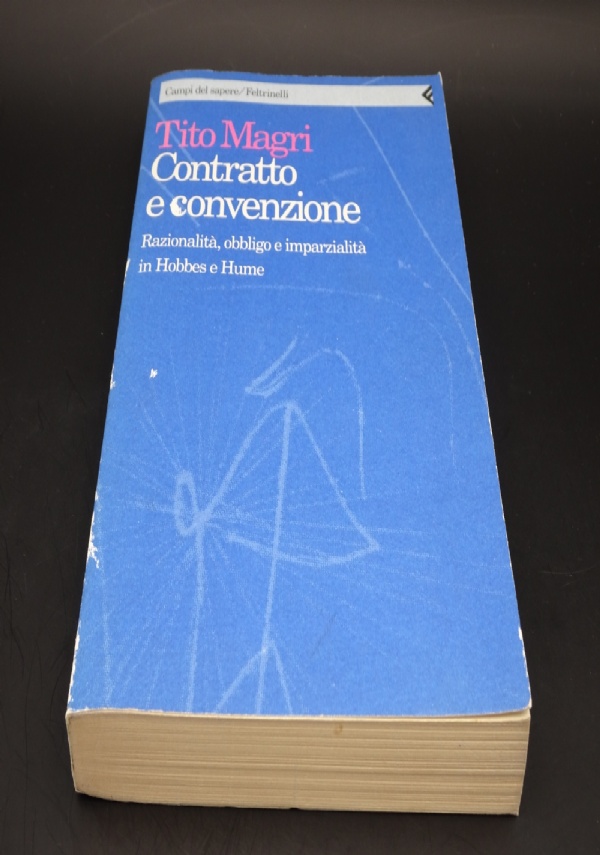 Campi del sapere/Feltrinelli
Tito Magri
Contratto
e convenzione
Razionalità, obbligo e imparzialità
in Hobbes e Hume